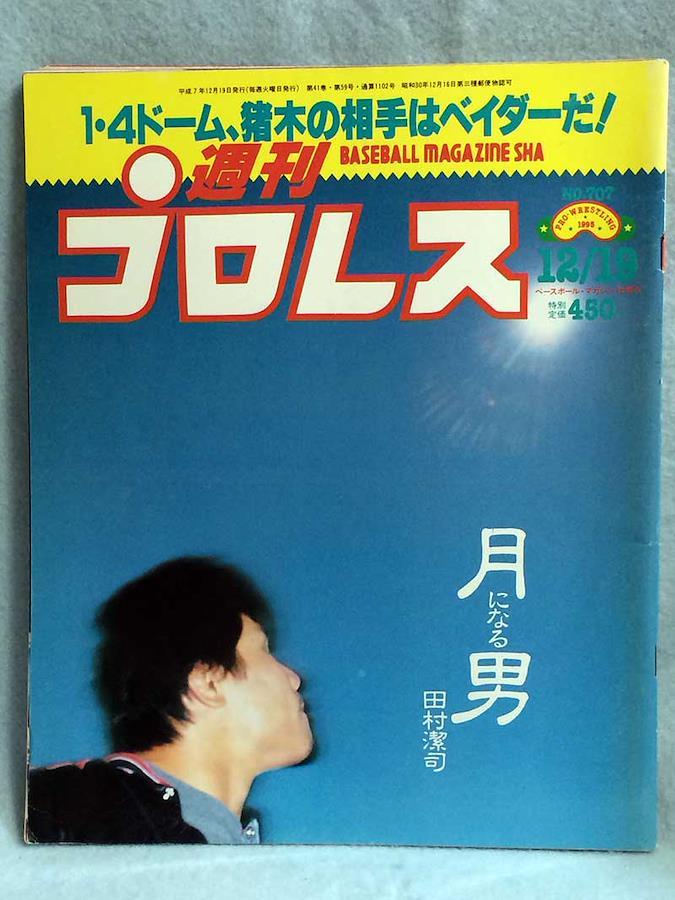 平成7年12月19日発行(毎週火曜日発行) 第41巻・第59号・通算1102号 昭和30年12月16日第三種郵便物認可
1・4ドーム、猪木の相手はベイダーだ!
週刊
BASEBALL MAGAZINE SHA
プロレス
NO.707
PRO-WRESTLING
1995
12/19
ベースボール・マガジン社
特別
定価
450
月になる男
田村潔司